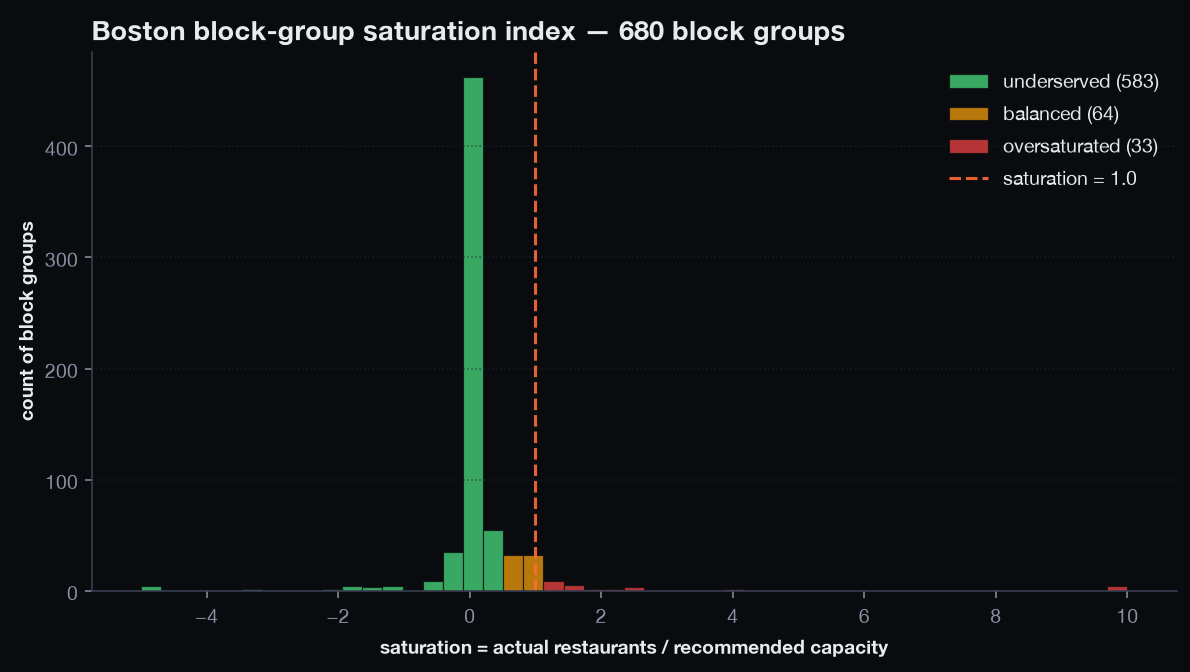 Boston block-group saturation index — 680 block groups
underserved (583)
balanced (64)
oversaturated (33)
saturation = 1.0
count of block groups
400
300
200
100
0
−4
−2
0
2
4
6
8
10
saturation = actual restaurants / recommended capacity